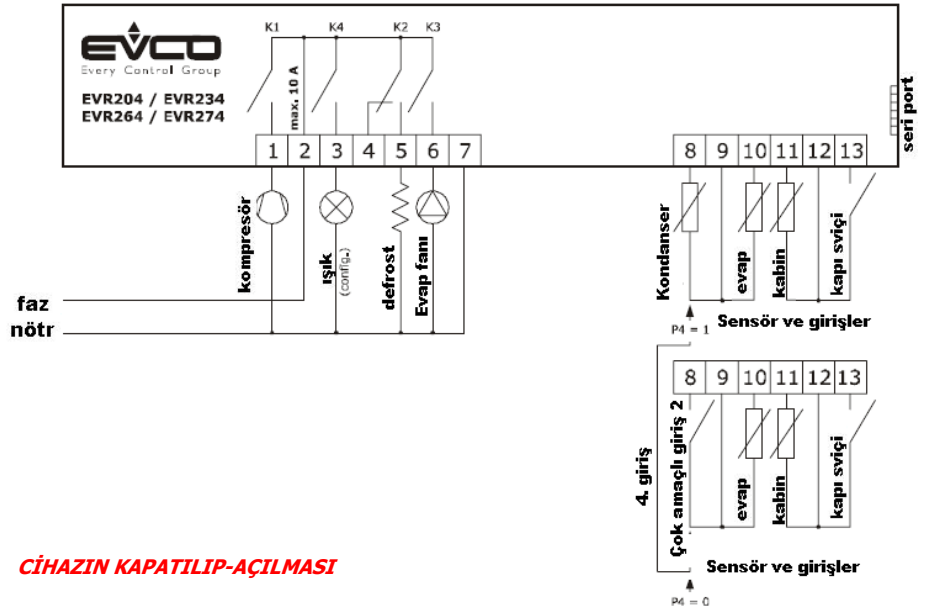 K1 K4 K2 K3
EVCO
Every Control Group
max. 10 A
EVR204 / EVR234
EVR264 / EVR274
seri port
1 2 3 4 5 6 7
8 9 10 11 12 13
kompresör
ışık
(config.)
defrost
Evap fanı
faz
nötr
Kondanser
evap
kabin
kapı sviçi
Sensör ve girişler
P4 = 1
8 9 10 11 12 13
4. giriş
Çok amaçlı giriş 2
evap
kabin
kapı sviçi
Sensör ve girişler
P4 = 0
CİHAZIN KAPATILIP-AÇILMASI